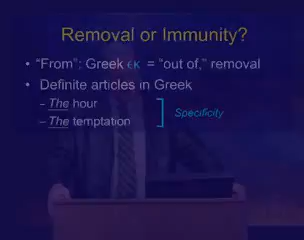 Removal or Immunity?
• "From": Greek ϵκ = "out of," removal
• Definite articles in Greek
– The hour
– The temptation
Specificity